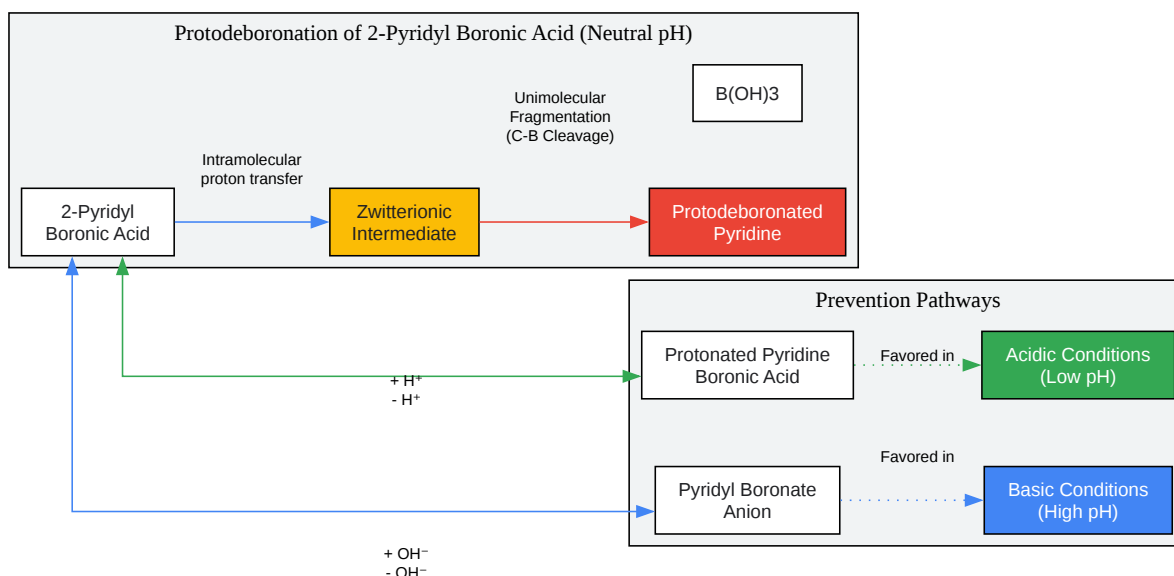 Protodeboronation of 2-Pyridyl Boronic Acid (Neutral pH)
B(OH)3
Unimolecular
Fragmentation
(C-B Cleavage)
Intramolecular
proton transfer
2-Pyridyl
Boronic Acid
Zwitterionic
Intermediate
Protodeboronated
Pyridine
Prevention Pathways
Protonated Pyridine
Boronic Acid
Favored in
Acidic Conditions
(Low pH)
+ H⁺
- H⁺
Pyridyl Boronate
Anion
Favored in
Basic Conditions
(High pH)
+ OH⁻
- OH⁻